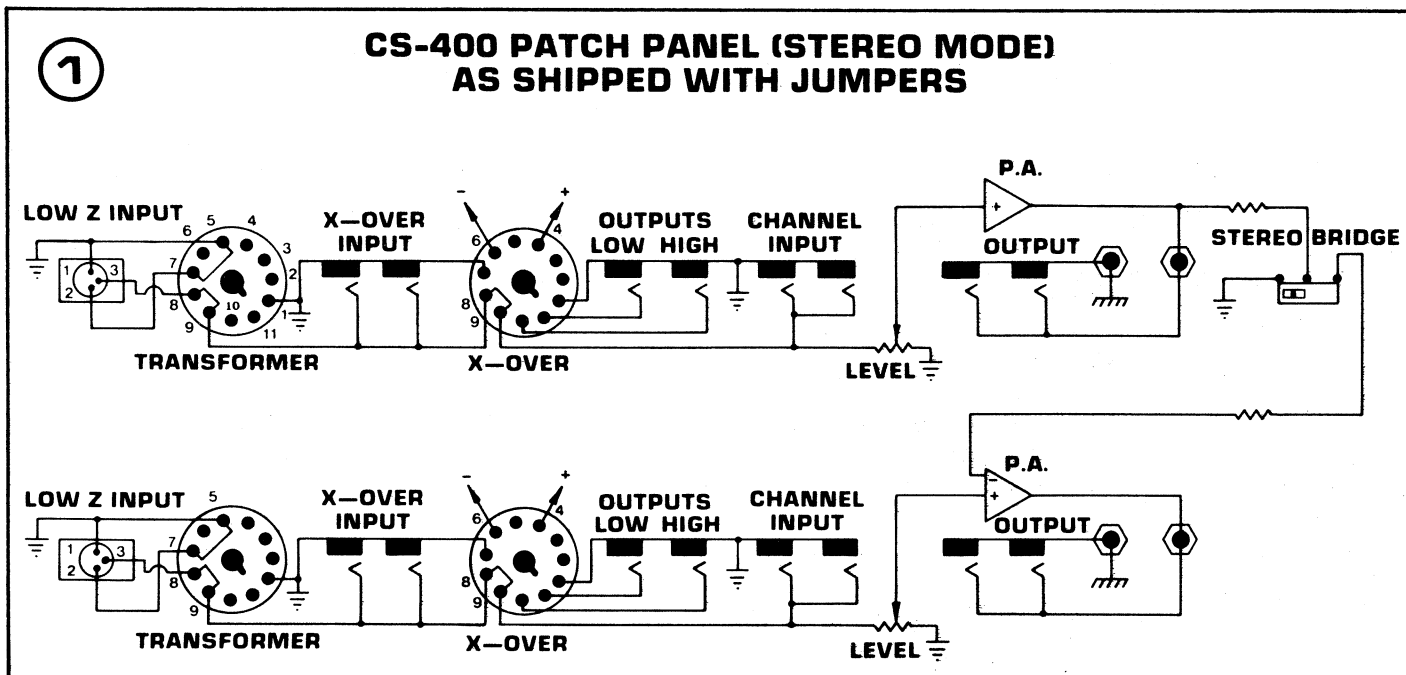 1
CS-400 PATCH PANEL (STEREO MODE)
AS SHIPPED WITH JUMPERS
LOW Z INPUT
1
2
3
5
4
6
3
7
2
8
10
1
9
11
TRANSFORMER
X—OVER
INPUT
-
+
6
4
8
9
X—OVER
OUTPUTS
LOW HIGH
CHANNEL
INPUT
LEVEL
P.A.
+
OUTPUT
STEREO BRIDGE
LOW Z INPUT
1
2
3
5
7
8
9
TRANSFORMER
X—OVER
INPUT
-
+
6
4
8
9
X—OVER
OUTPUTS
LOW HIGH
CHANNEL
INPUT
LEVEL
P.A.
-
+
OUTPUT